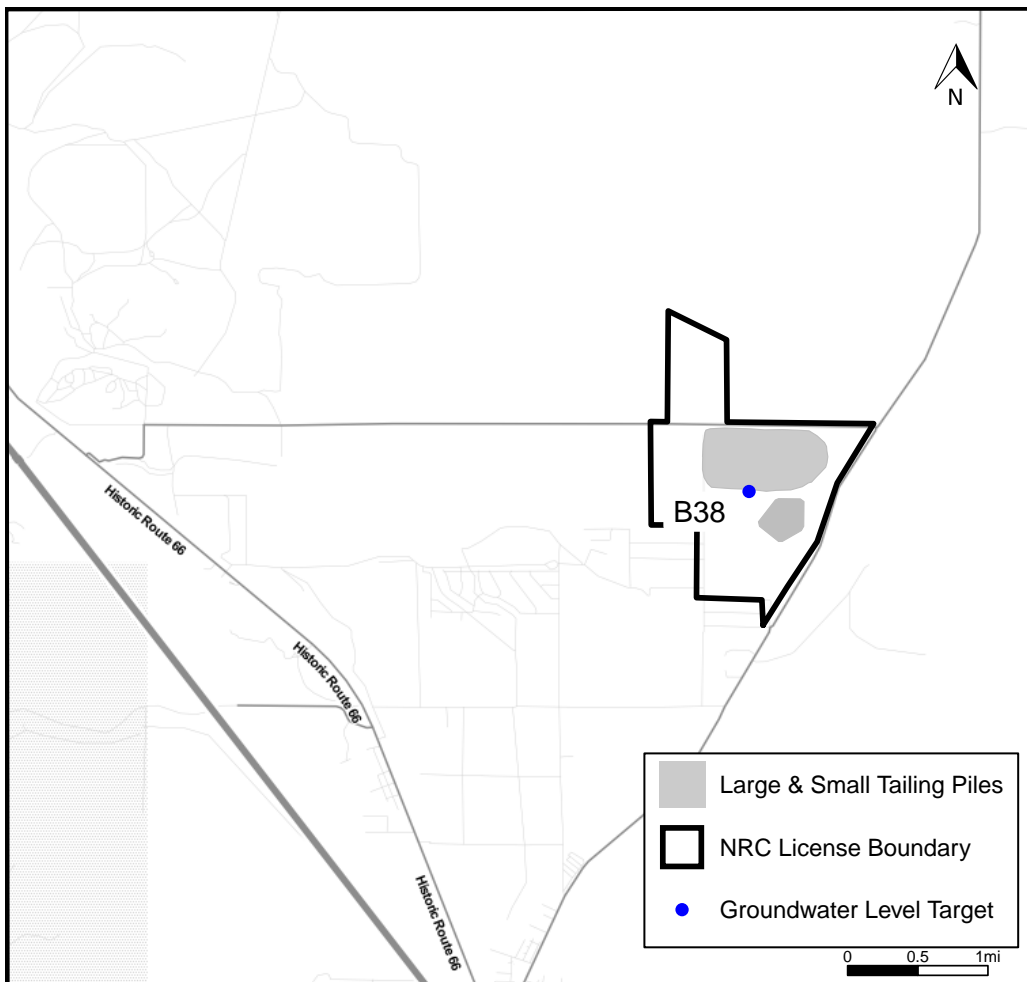 N
B38
Historic Route 66
Historic Route 66
Historic Route 66
Large & Small Tailing Piles
NRC License Boundary
Groundwater Level Target
0 0.5 1mi